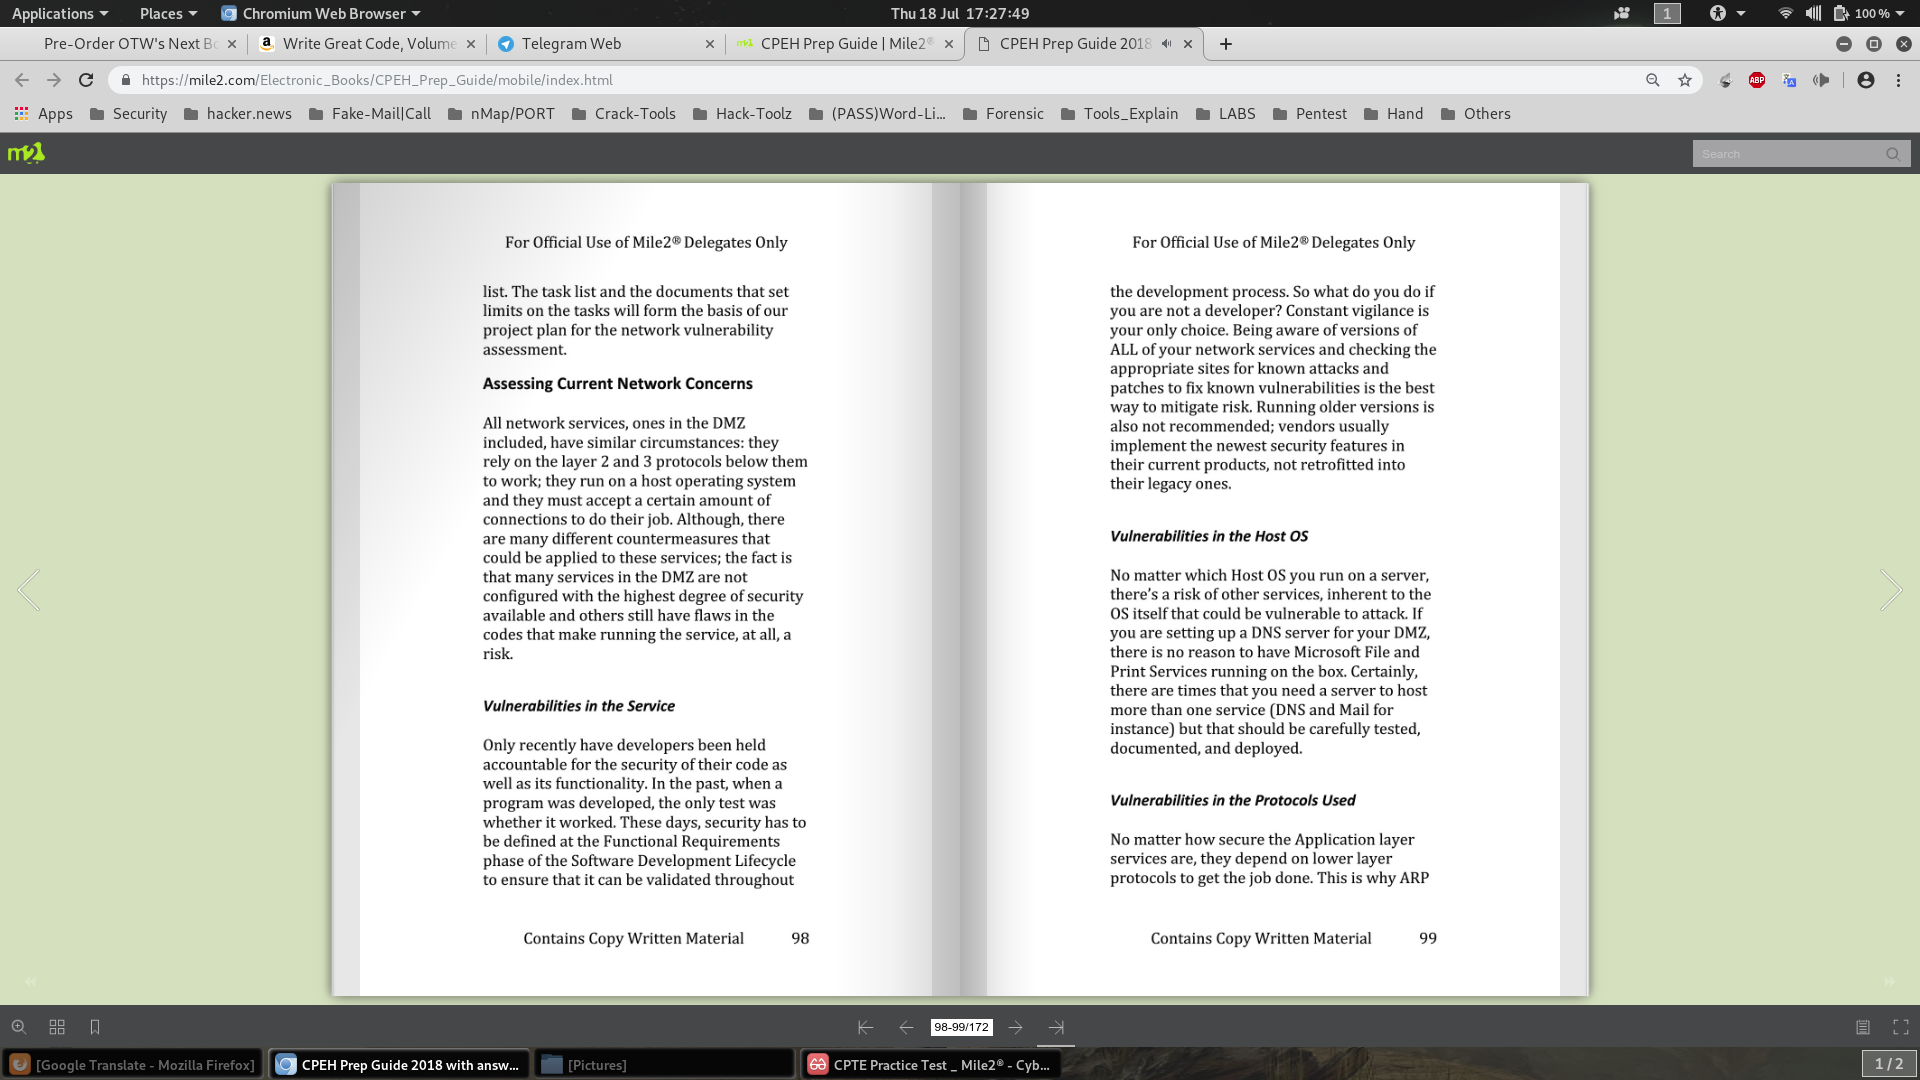 Applications Places Chromium Web Browser Thu 18 Jul 17:27:49 1 100 %
Pre-Order OTW's Next Bo Write Great Code, Volume Telegram Web CPEH Prep Guide | Mile2® CPEH Prep Guide 2018
https://mile2.com/Electronic_Books/CPEH_Prep_Guide/mobile/index.html ABP
Apps Security hacker.news Fake-Mail|Call nMap/PORT Crack-Tools Hack-Toolz (PASS)Word-Li... Forensic Tools_Explain LABS Pentest Hand Others
m2 Search
For Official Use of Mile2® Delegates Only
list. The task list and the documents that set
limits on the tasks will form the basis of our
project plan for the network vulnerability
assessment.
Assessing Current Network Concerns
All network services, ones in the DMZ
included, have similar circumstances: they
rely on the layer 2 and 3 protocols below them
to work; they run on a host operating system
and they must accept a certain amount of
connections to do their job. Although, there
are many different countermeasures that
could be applied to these services; the fact is
that many services in the DMZ are not
configured with the highest degree of security
available and others still have flaws in the
codes that make running the service, at all, a
risk.
Vulnerabilities in the Service
Only recently have developers been held
accountable for the security of their code as
well as its functionality. In the past, when a
program was developed, the only test was
whether it worked. These days, security has to
be defined at the Functional Requirements
phase of the Software Development Lifecycle
to ensure that it can be validated throughout
Contains Copy Written Material 98
For Official Use of Mile2® Delegates Only
the development process. So what do you do if
you are not a developer? Constant vigilance is
your only choice. Being aware of versions of
ALL of your network services and checking the
appropriate sites for known attacks and
patches to fix known vulnerabilities is the best
way to mitigate risk. Running older versions is
also not recommended; vendors usually
implement the newest security features in
their current products, not retrofitted into
their legacy ones.
Vulnerabilities in the Host OS
No matter which Host OS you run on a server,
there's a risk of other services, inherent to the
OS itself that could be vulnerable to attack. If
you are setting up a DNS server for your DMZ,
there is no reason to have Microsoft File and
Print Services running on the box. Certainly,
there are times that you need a server to host
more than one service (DNS and Mail for
instance) but that should be carefully tested,
documented, and deployed.
Vulnerabilities in the Protocols Used
No matter how secure the Application layer
services are, they depend on lower layer
protocols to get the job done. This is why ARP
Contains Copy Written Material 99
98-99/172
[Google Translate - Mozilla Firefox] CPEH Prep Guide 2018 with answ... [Pictures] CPTE Practice Test _ Mile2® - Cyb... 1 / 2